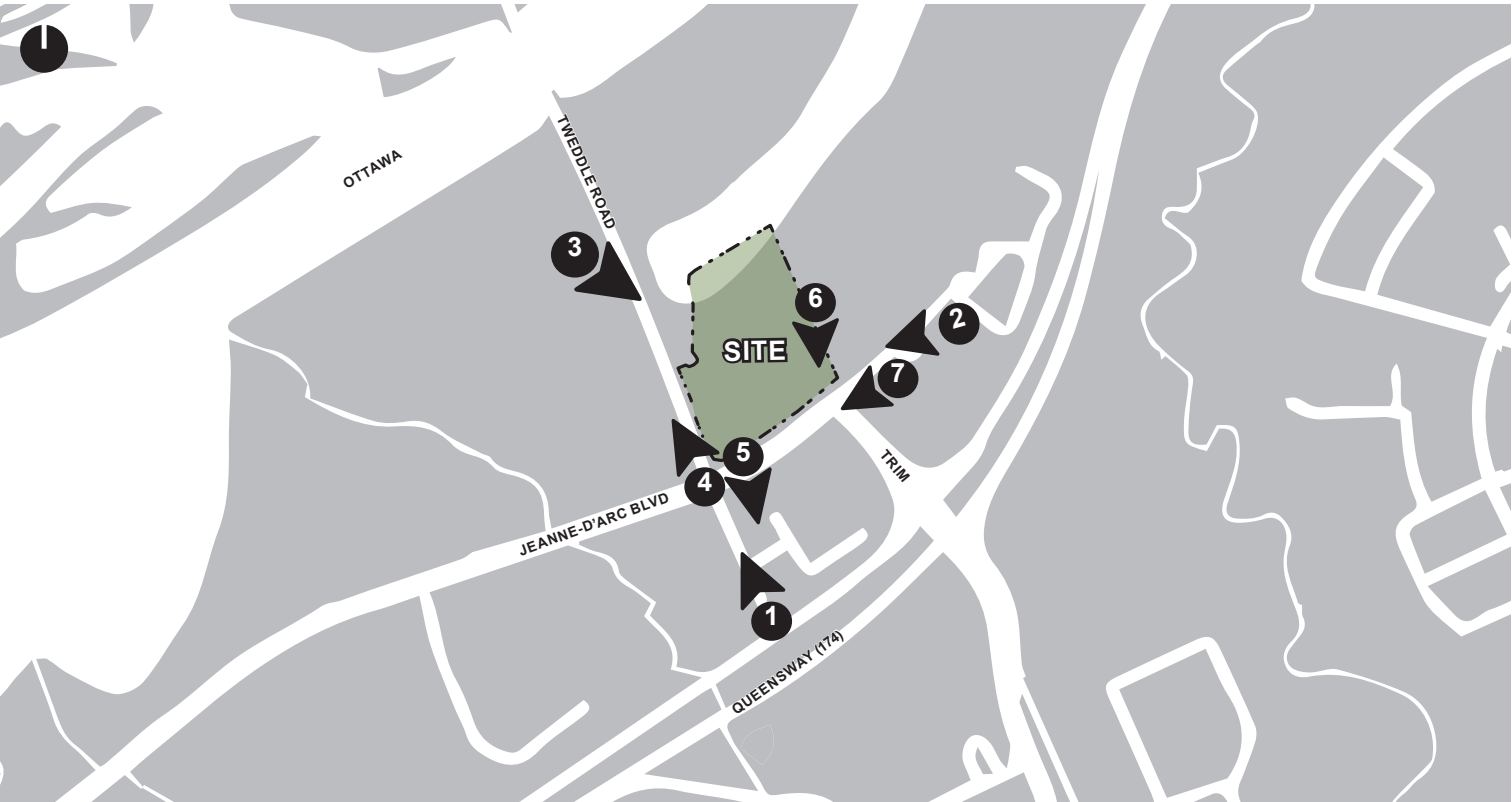 OTTAWA
TWEDDLE ROAD
3
6
2
SITE
7
5
4
TRIM
JEANNE-D'ARC BLVD
1
QUEENSWAY (174)